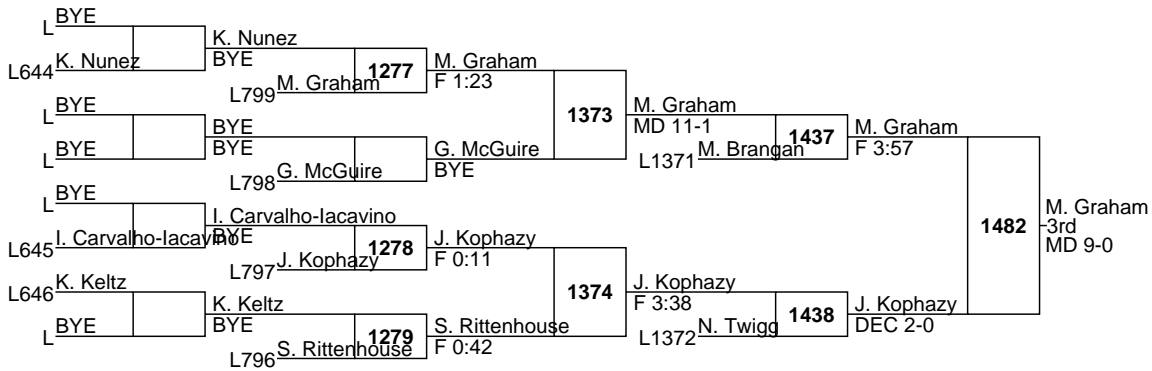 BYE
L
K. Nunez
K. Nunez
BYE
L644
1277
M. Graham
F 1:23
M. Graham
L799
BYE
L
1373
M. Graham
MD 11-1
BYE
BYE
1437
M. Graham
F 3:57
BYE
L
G. McGuire
BYE
M. Brangan
L1371
G. McGuire
L798
BYE
L
I. Carvalho-Iacavino
BYE
1482
M. Graham
3rd
MD 9-0
I. Carvalho-Iacavino
L645
1278
J. Kophazy
F 0:11
J. Kophazy
L797
K. Keltz
L646
1374
J. Kophazy
F 3:38
K. Keltz
BYE
1438
J. Kophazy
DEC 2-0
BYE
L
1279
S. Rittenhouse
F 0:42
N. Twigg
L1372
S. Rittenhouse
L796